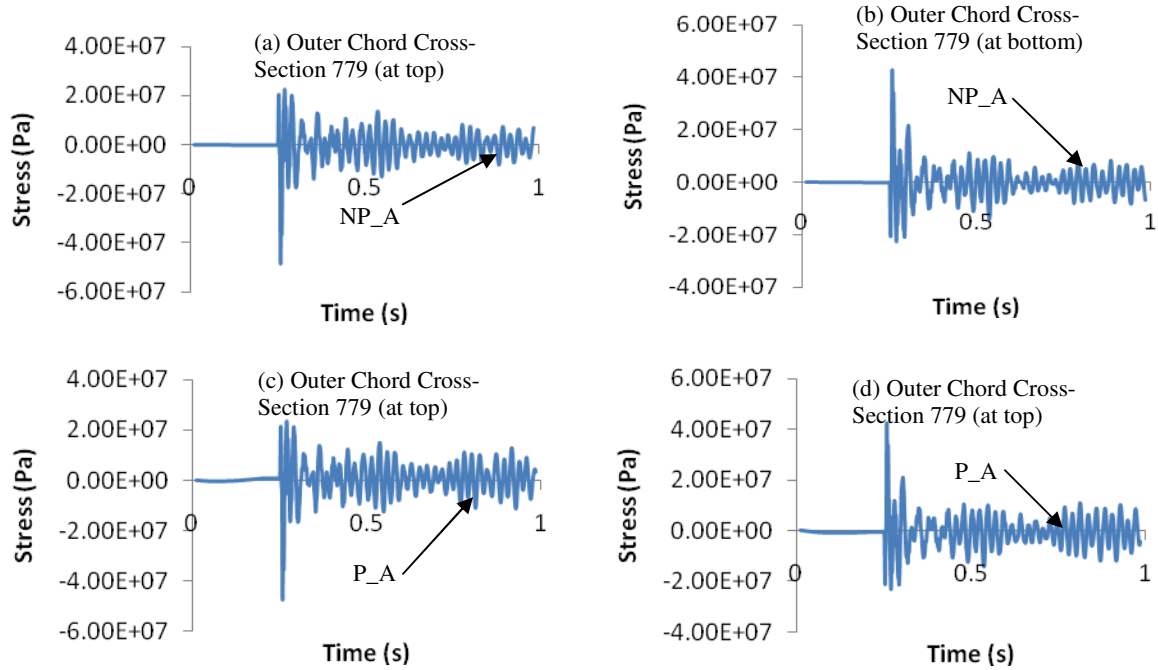 (a) Outer Chord Cross-
Section 779 (at top)
4.00E+07
2.00E+07
0.00E+00
-2.00E+07
-4.00E+07
-6.00E+07
Stress (Pa)
0
0.5
1
NP_A
Time (s)
(b) Outer Chord Cross-
Section 779 (at bottom)
6.00E+07
4.00E+07
2.00E+07
0.00E+00
-2.00E+07
-4.00E+07
Stress (Pa)
0
0.5
1
NP_A
Time (s)
(c) Outer Chord Cross-
Section 779 (at top)
4.00E+07
2.00E+07
0.00E+00
-2.00E+07
-4.00E+07
-6.00E+07
Stress (Pa)
0
0.5
1
P_A
Time (s)
(d) Outer Chord Cross-
Section 779 (at top)
6.00E+07
4.00E+07
2.00E+07
0.00E+00
-2.00E+07
-4.00E+07
Stress (Pa)
0
0.5
1
P_A
Time (s)